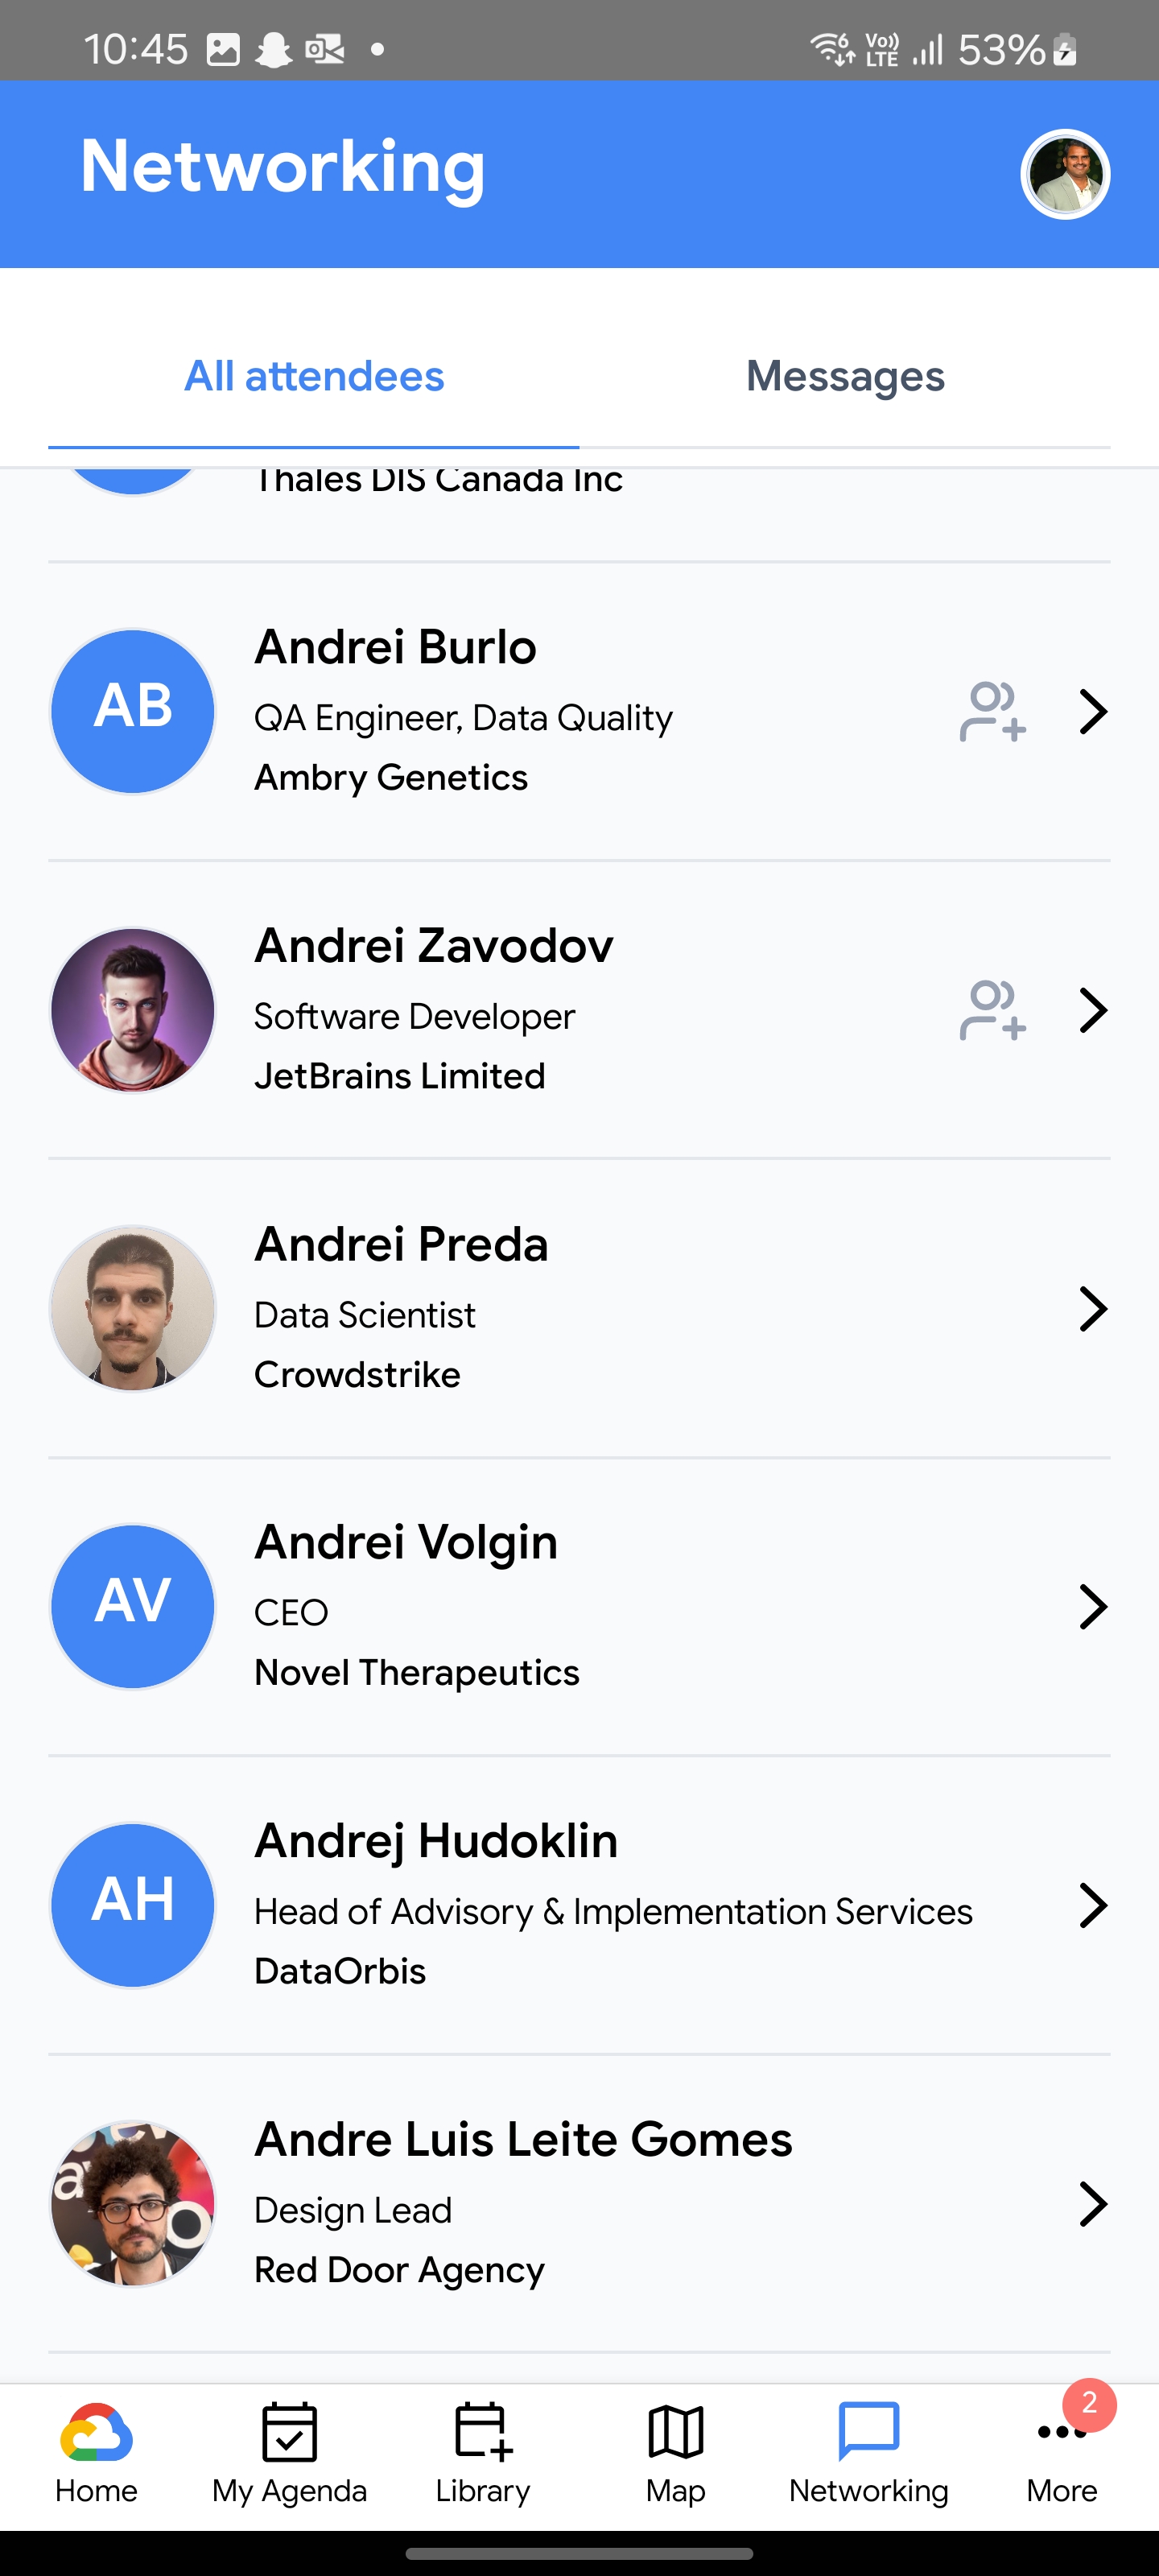 10:45
Vo)) LTE
53%
Networking
All attendees
Messages
Thales DIS Canada Inc
AB
Andrei Burlo
QA Engineer, Data Quality
Ambry Genetics
Andrei Zavodov
Software Developer
JetBrains Limited
Andrei Preda
Data Scientist
Crowdstrike
AV
Andrei Volgin
CEO
Novel Therapeutics
AH
Andrej Hudoklin
Head of Advisory & Implementation Services
DataOrbis
Andre Luis Leite Gomes
Design Lead
Red Door Agency
2
Home
My Agenda
Library
Map
Networking
More